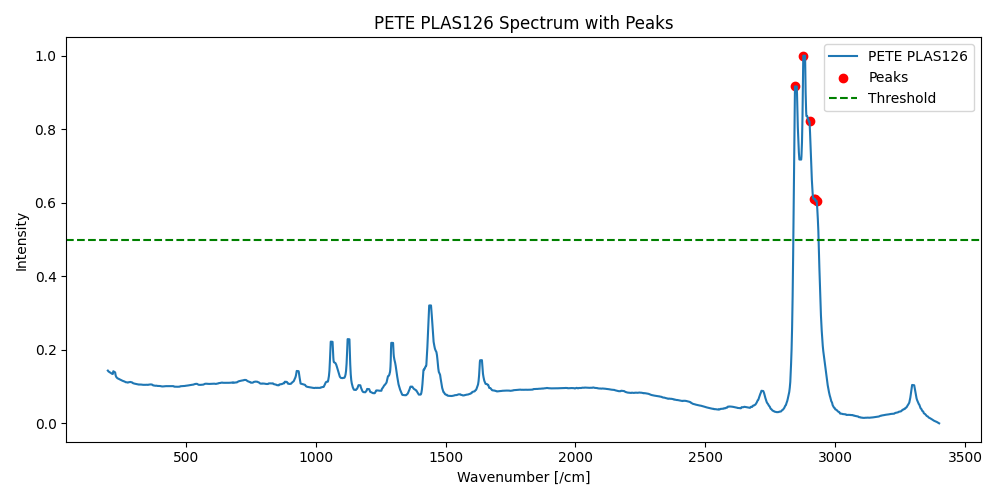 PETE PLAS126 Spectrum with Peaks
PETE PLAS126
Peaks
Threshold
Intensity
1.0
0.8
0.6
0.4
0.2
0.0
500
1000
1500
2000
2500
3000
3500
Wavenumber [/cm]